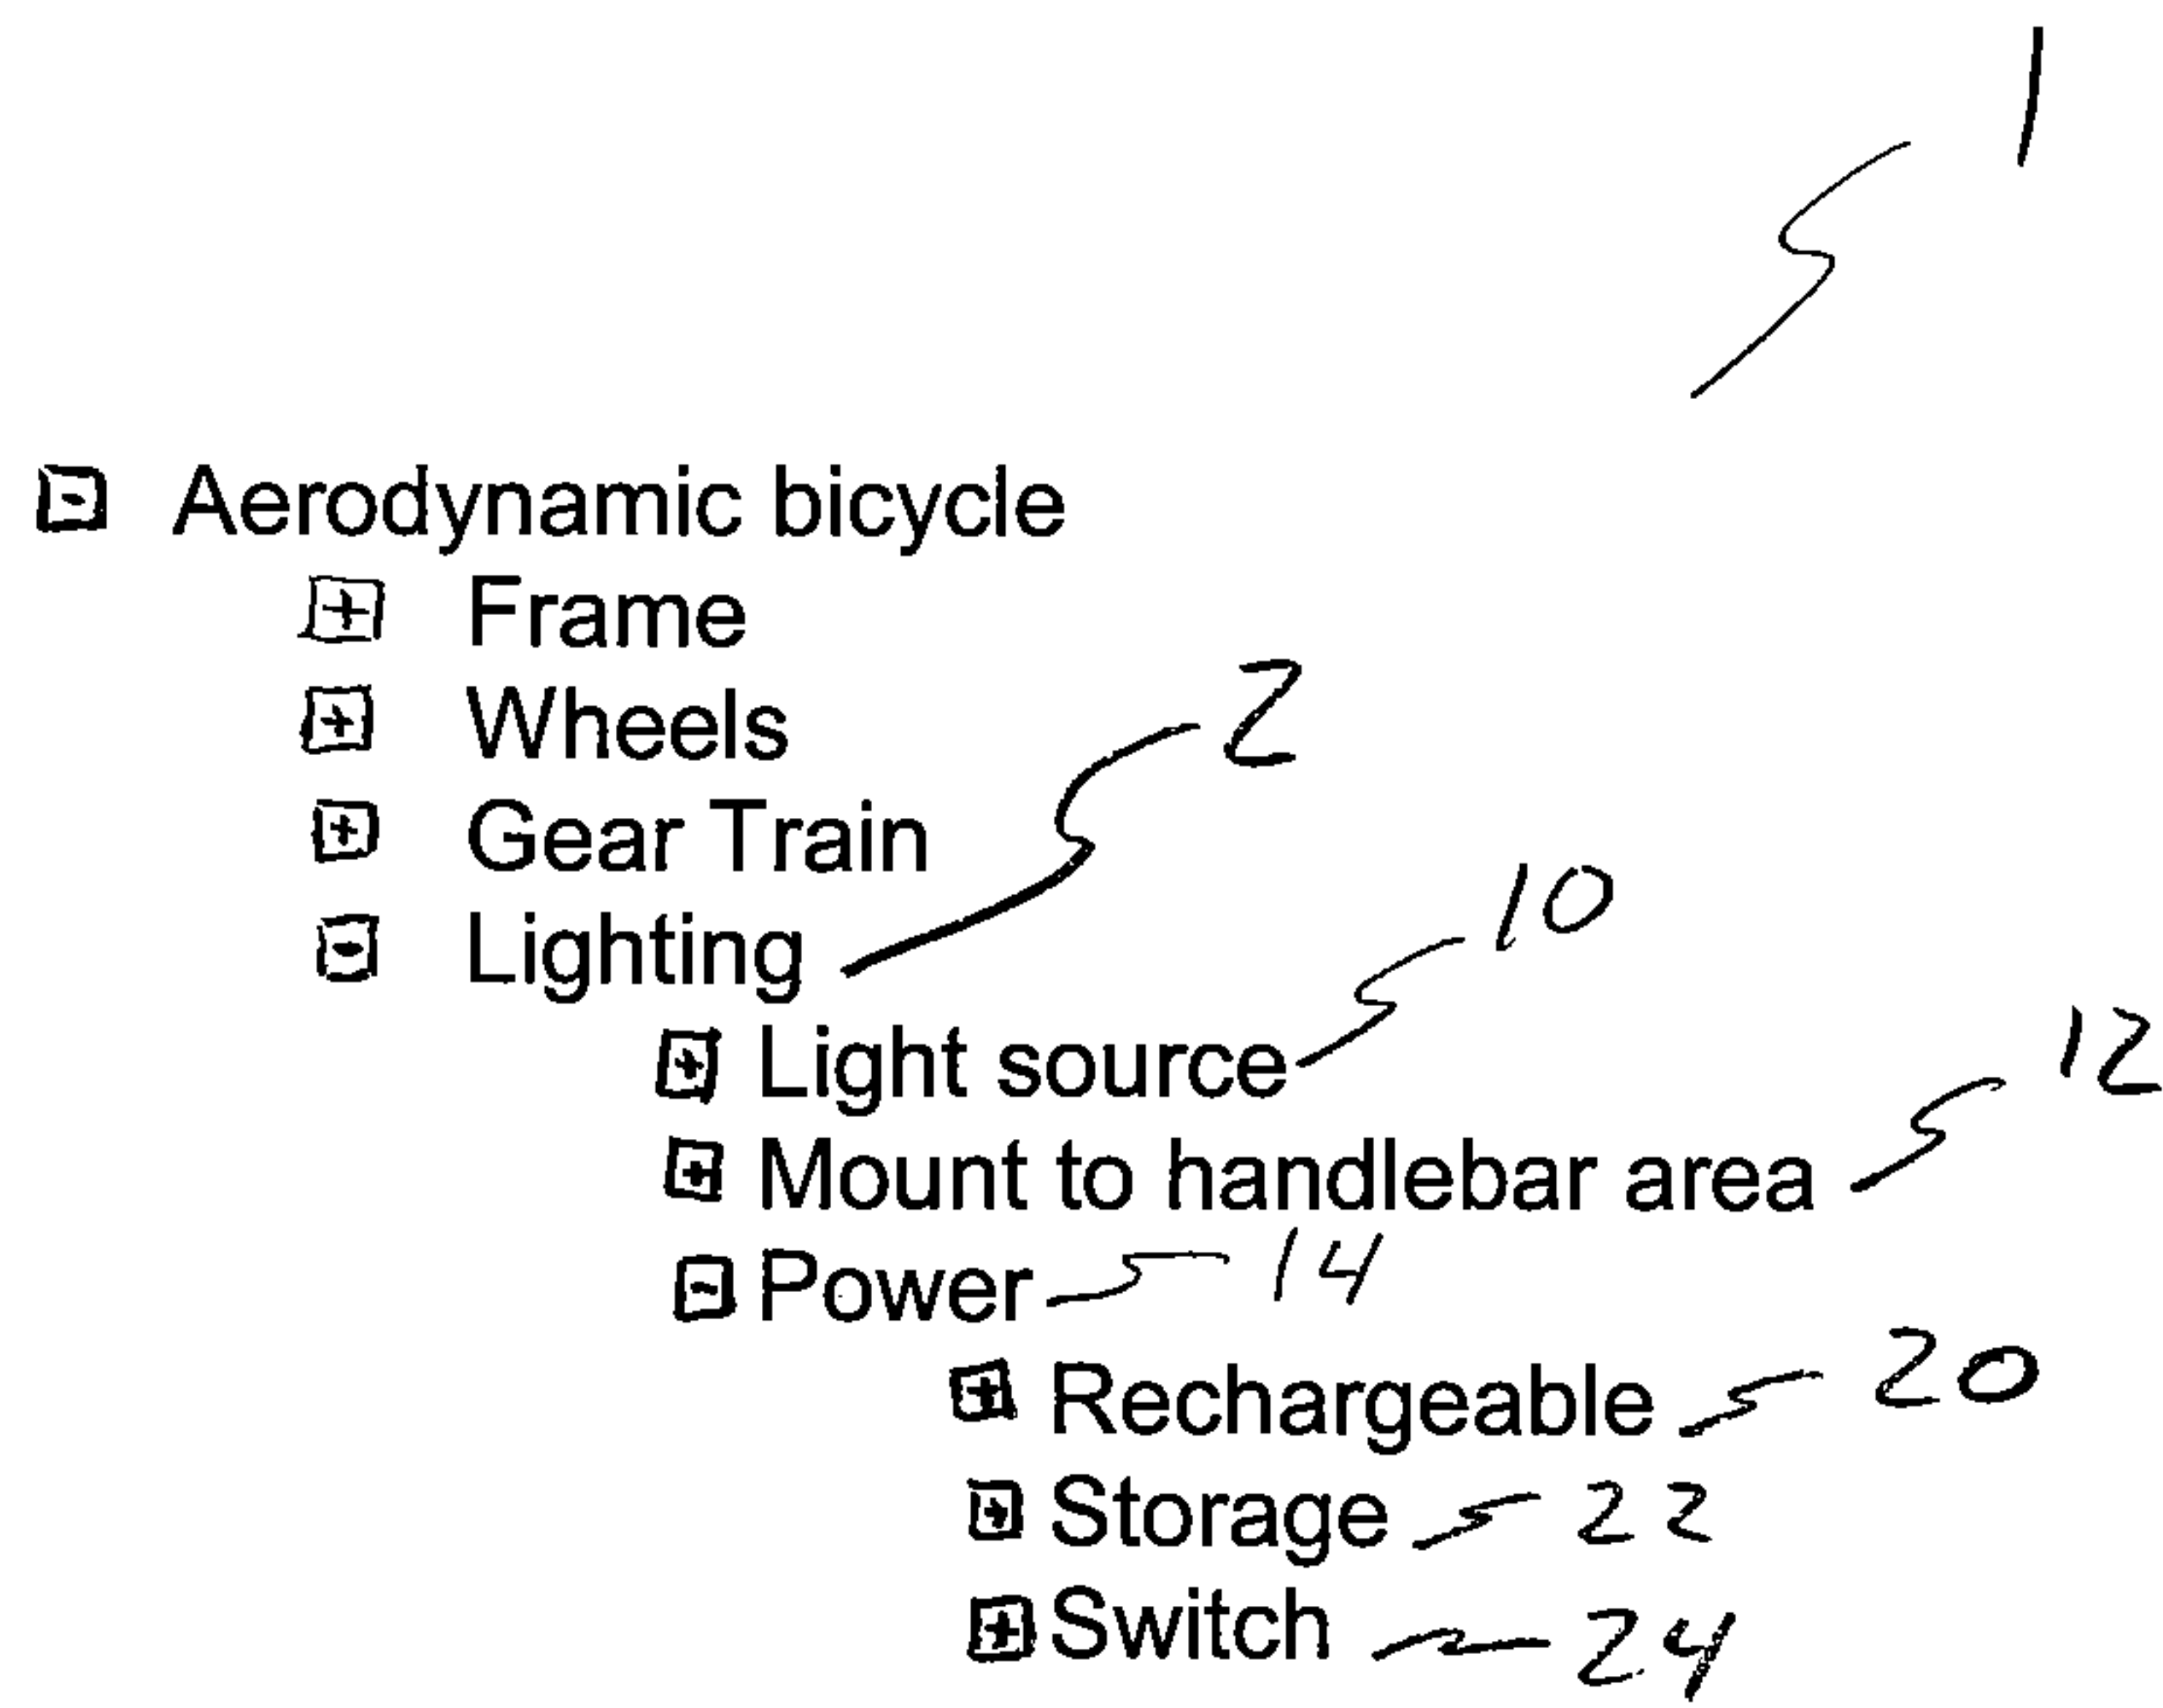 1
[-] Aerodynamic bicycle
[+] Frame
[+] Wheels
2
[+] Gear Train
10
[-] Lighting
12
[+] Light source
[+] Mount to handlebar area
[-] Power 14
[+] Rechargeable 20
[+] Storage 22
[+] Switch 24